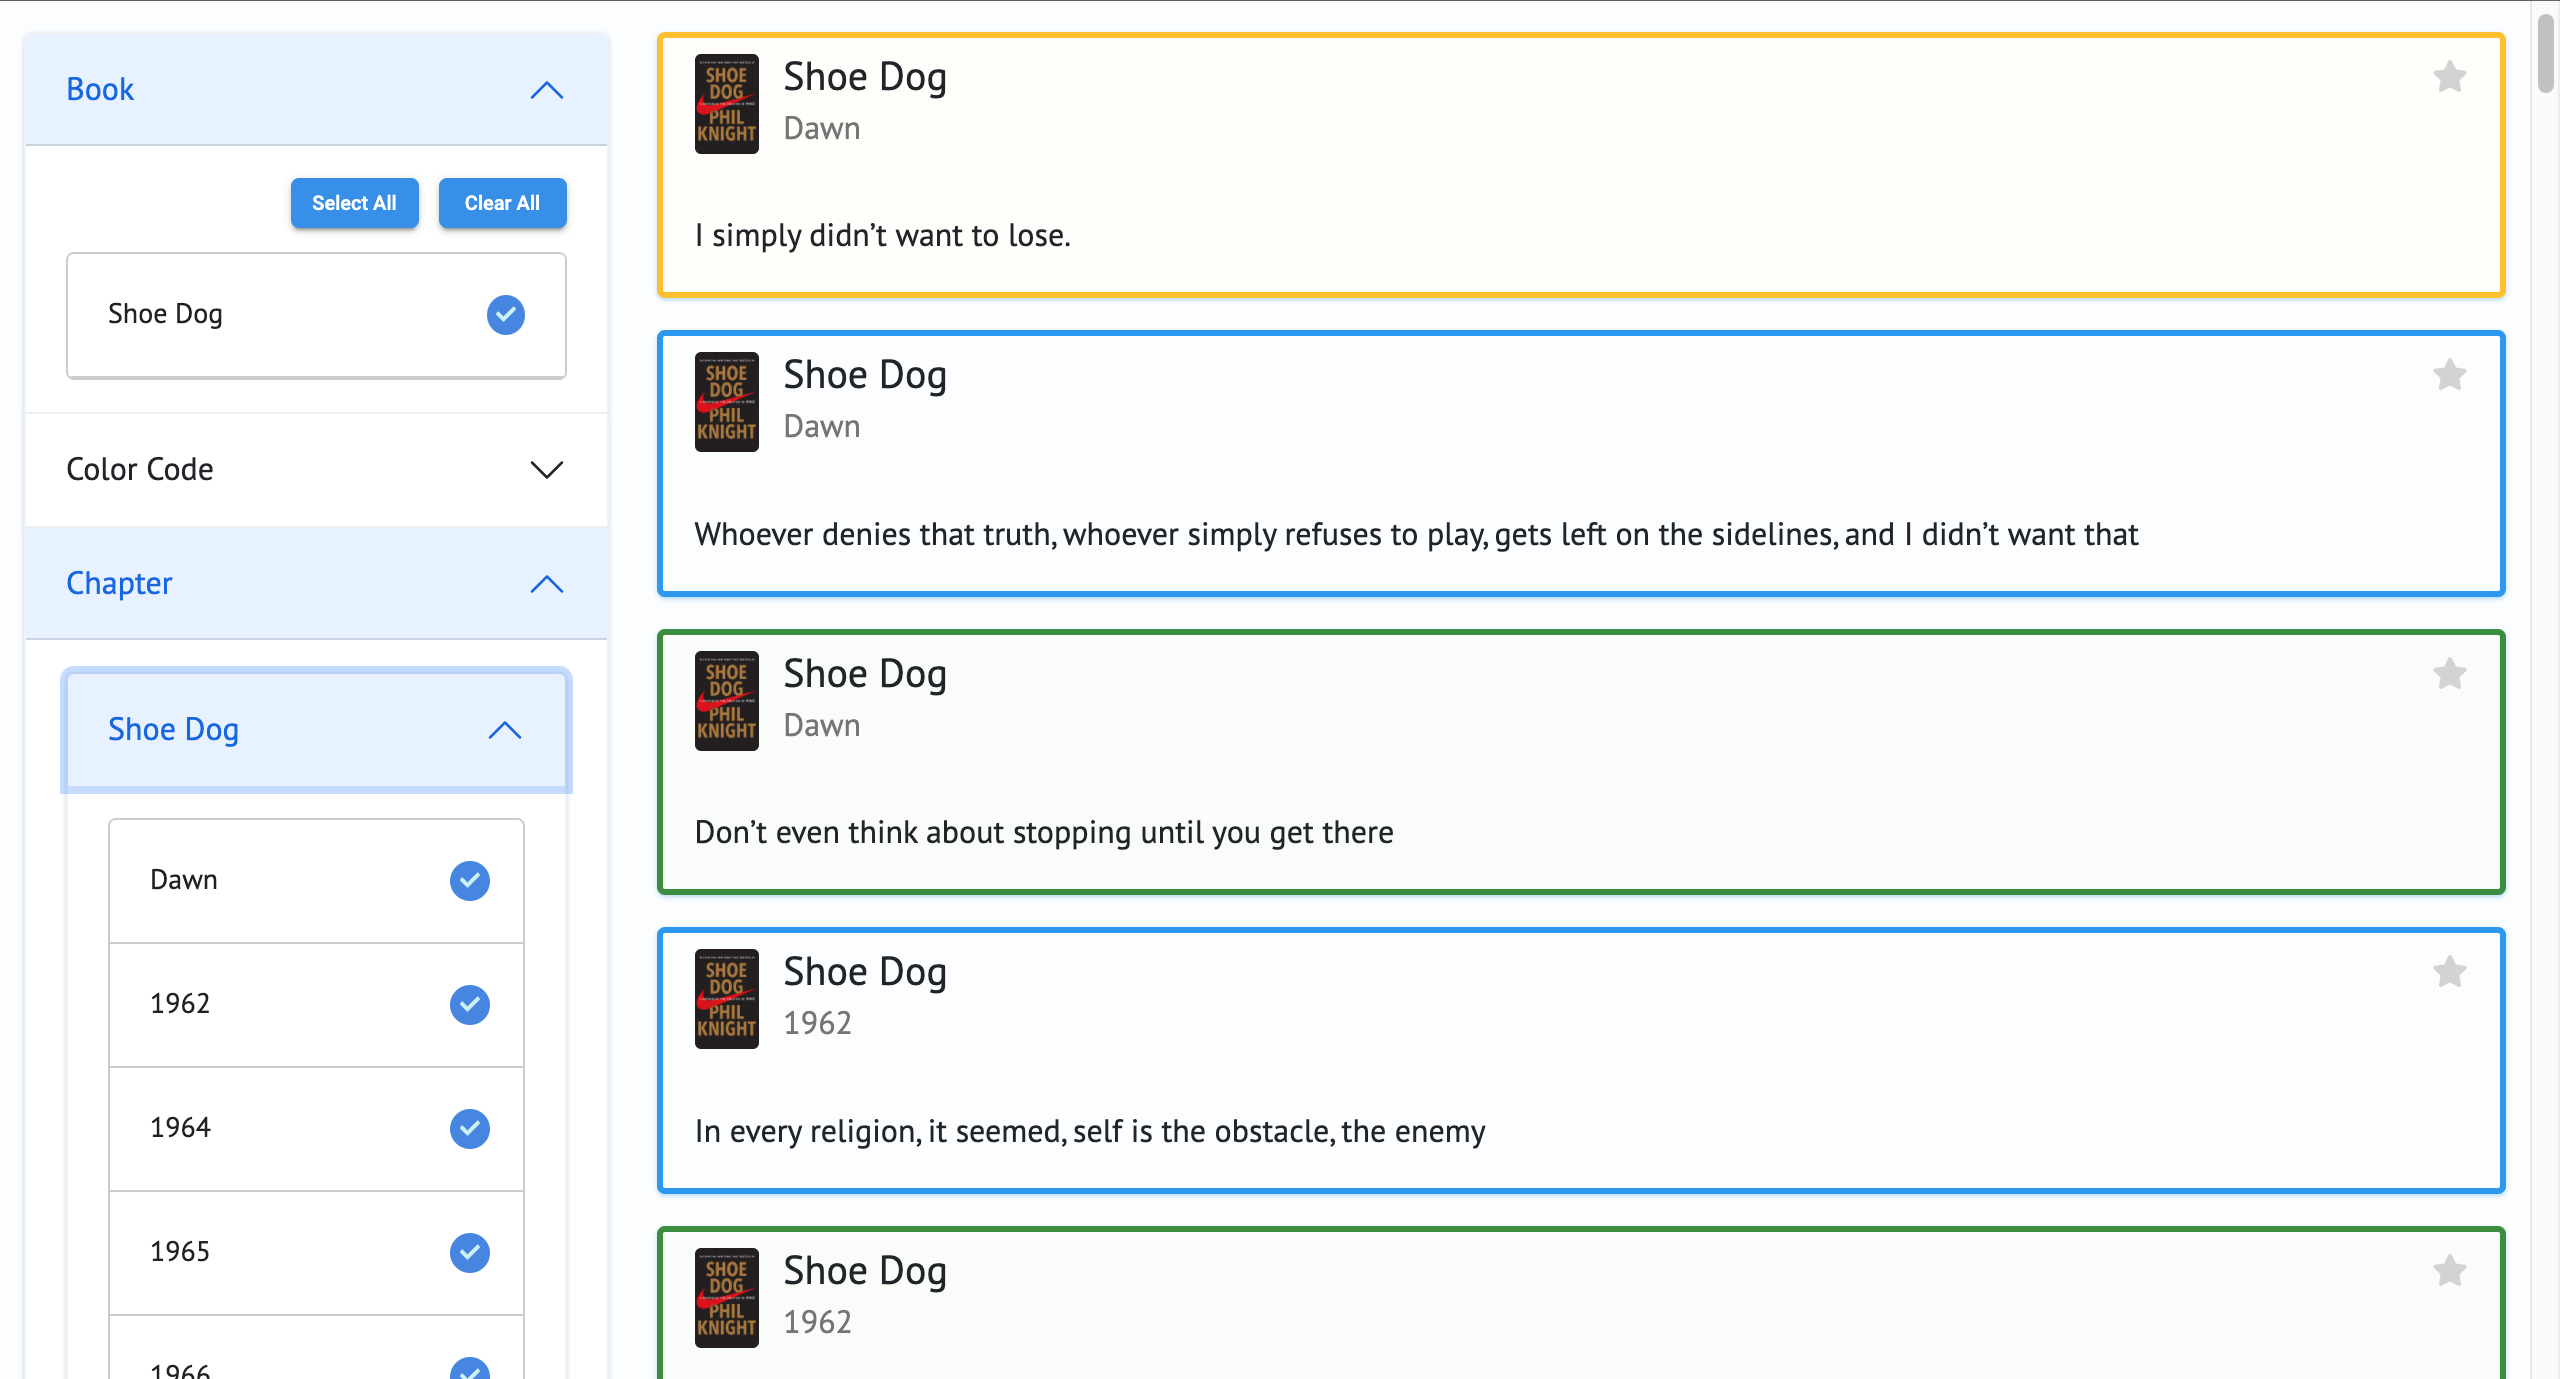 Book
Select All
Clear All
Shoe Dog
Color Code
Chapter
Shoe Dog
Dawn
1962
1964
1965
1966
SHOE
DOG
PHIL
KNIGHT
Shoe Dog
Dawn
I simply didn’t want to lose.
SHOE
DOG
PHIL
KNIGHT
Shoe Dog
Dawn
Whoever denies that truth, whoever simply refuses to play, gets left on the sidelines, and I didn’t want that
SHOE
DOG
PHIL
KNIGHT
Shoe Dog
Dawn
Don’t even think about stopping until you get there
SHOE
DOG
PHIL
KNIGHT
Shoe Dog
1962
In every religion, it seemed, self is the obstacle, the enemy
SHOE
DOG
PHIL
KNIGHT
Shoe Dog
1962